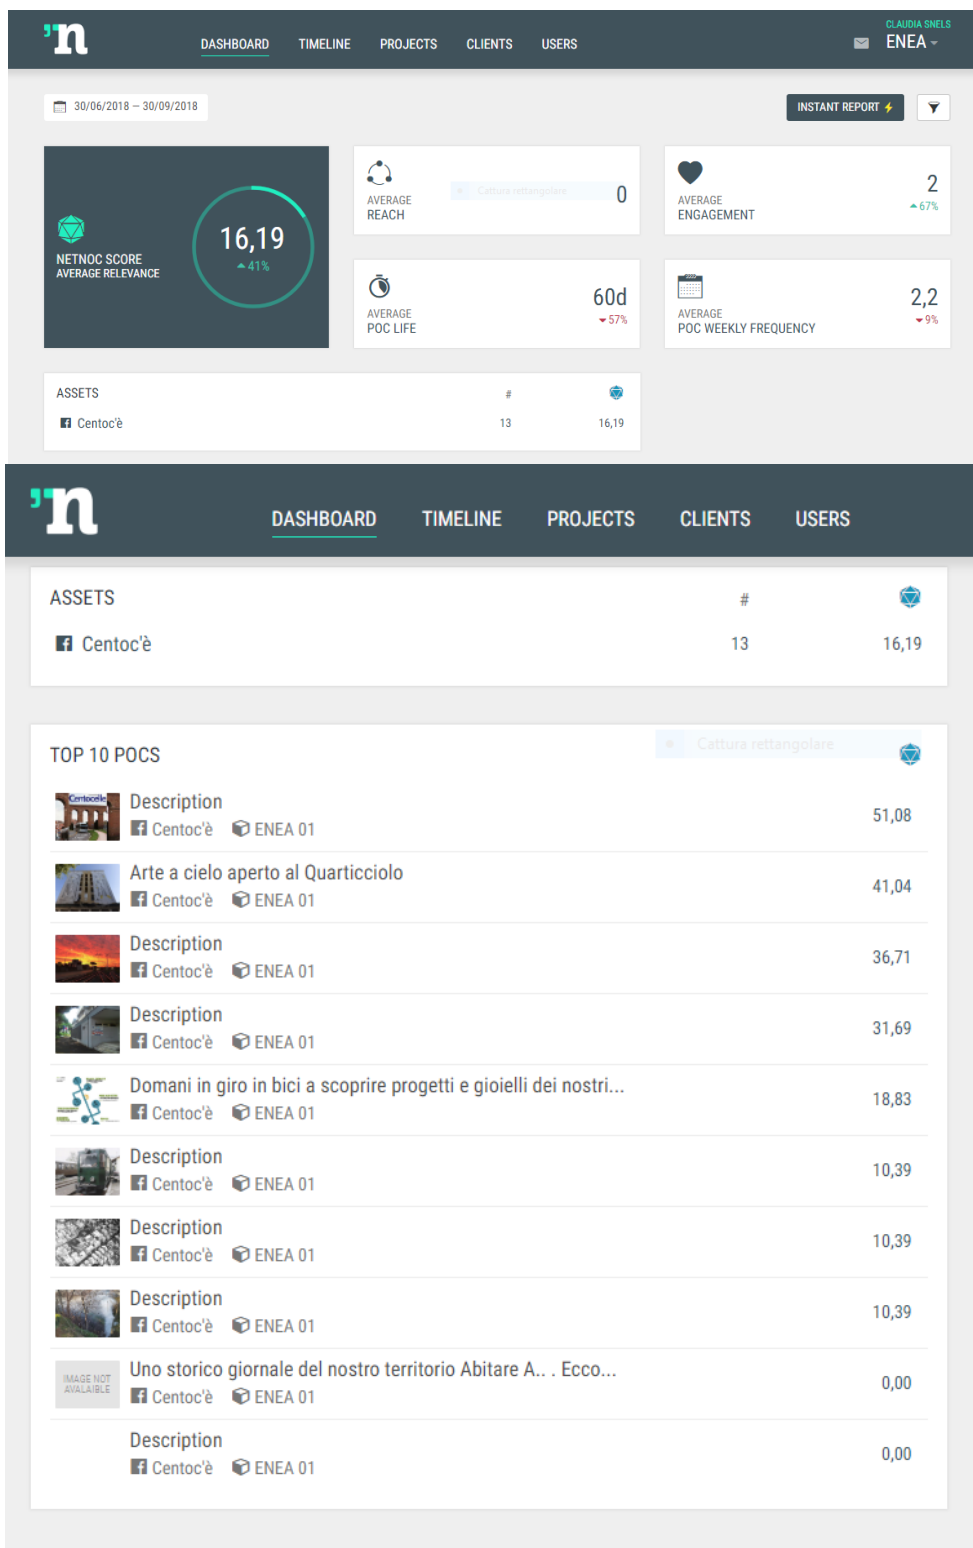 'n
DASHBOARD TIMELINE PROJECTS CLIENTS USERS
CLAUDIA SNELS
ENEA
30/06/2018 – 30/09/2018
INSTANT REPORT
NETNOC SCORE
AVERAGE RELEVANCE
16,19
41%
AVERAGE
REACH
Cattura rettangolare
0
AVERAGE
ENGAGEMENT
2
67%
AVERAGE
POC LIFE
60d
57%
AVERAGE
POC WEEKLY FREQUENCY
2,2
9%
ASSETS #
Centoc'è 13 16,19
'n
DASHBOARD TIMELINE PROJECTS CLIENTS USERS
ASSETS #
Centoc'è 13 16,19
TOP 10 POCS
Cattura rettangolare
Centocelle
Description
Centoc'è ENEA 01
51,08
Arte a cielo aperto al Quarticciolo
Centoc'è ENEA 01
41,04
Description
Centoc'è ENEA 01
36,71
Description
Centoc'è ENEA 01
31,69
Domani in giro in bici a scoprire progetti e gioielli dei nostri...
Centoc'è ENEA 01
18,83
Description
Centoc'è ENEA 01
10,39
Description
Centoc'è ENEA 01
10,39
Description
Centoc'è ENEA 01
10,39
IMAGE NOT
AVALAIBLE
Uno storico giornale del nostro territorio Abitare A.. . Ecco...
Centoc'è ENEA 01
0,00
Description
Centoc'è ENEA 01
0,00